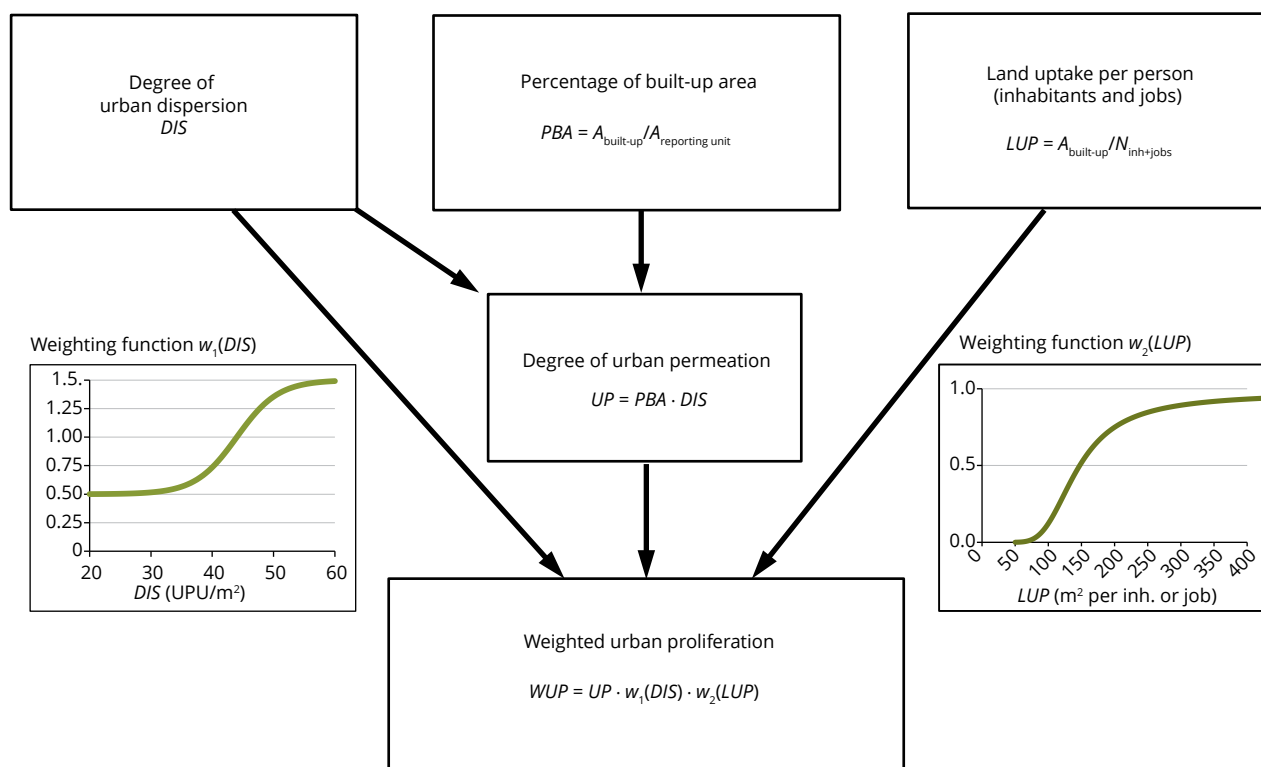 Degree of
urban dispersion
DIS
Percentage of built-up area
PBA = A built-up/A reporting unit
Land uptake per person
(inhabitants and jobs)
LUP = A built-up/N inh+jobs
Degree of urban permeation
UP = PBA · DIS
Weighting function w1(DIS)
1.5.
1.25
1.00
0.75
0.50
0.25
0
20 30 40 50 60
DIS (UPU/m²)
Weighting function w2(LUP)
1.0
0.5
0.0
0 50 100 150 200 250 300 350 400
LUP (m² per inh. or job)
Weighted urban proliferation
WUP = UP · w1(DIS) · w2(LUP)